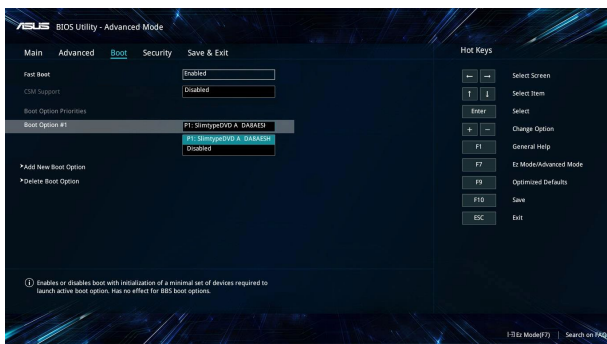 ASUS BIOS Utility - Advanced Mode
Main Advanced Boot Security Save & Exit
Hot Keys
Fast Boot Enabled
CSM Support Disabled
Boot Option Priorities
Boot Option #1 P1: SlimtypeDVD A DA8AESI
P1: SlimtypeDVD A DA8AESH
Disabled
Add New Boot Option
Delete Boot Option
← → Select Screen
↑ ↓ Select Item
Enter Select
+ − Change Option
F1 General Help
F7 Ez Mode/Advanced Mode
F9 Optimized Defaults
F10 Save
ESC Exit
Enables or disables boot with initialization of a minimal set of devices required to
launch active boot option. Has no effect for BBS boot options.
Ez Mode(F7) | Search on FAQ